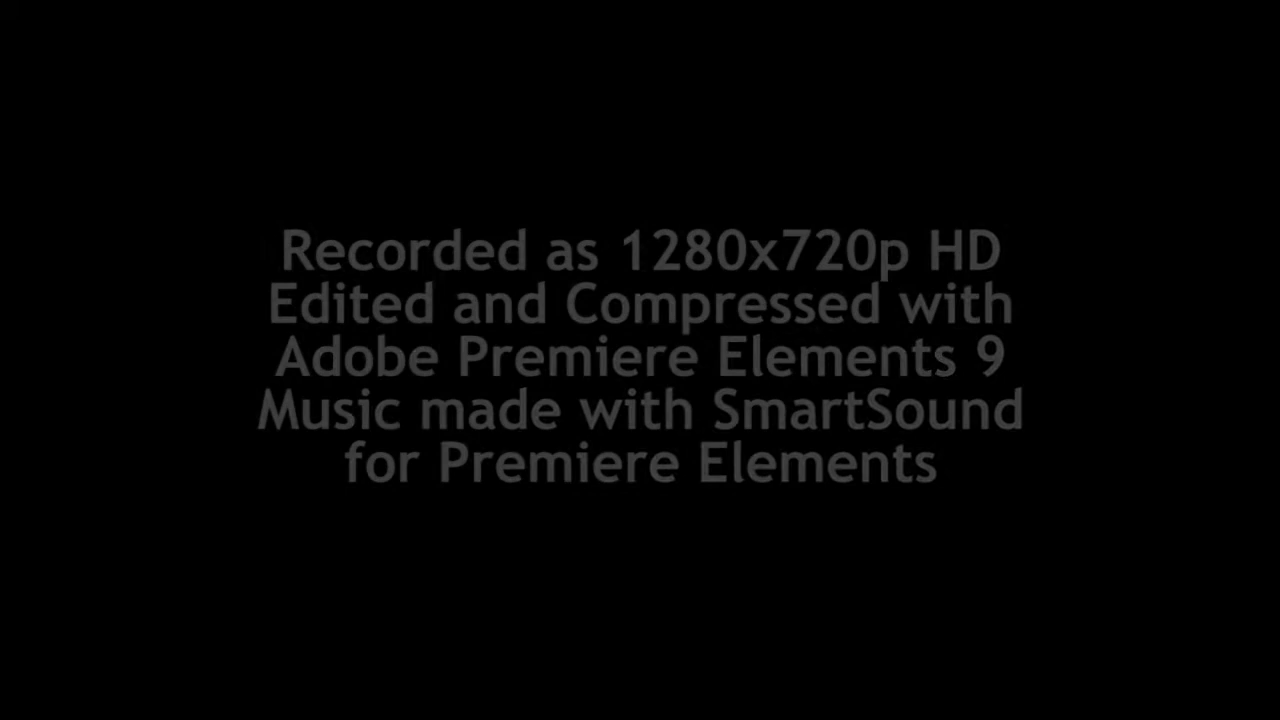 Recorded as 1280x720p HD
Edited and Compressed with
Adobe Premiere Elements 9
Music made with SmartSound
for Premiere Elements